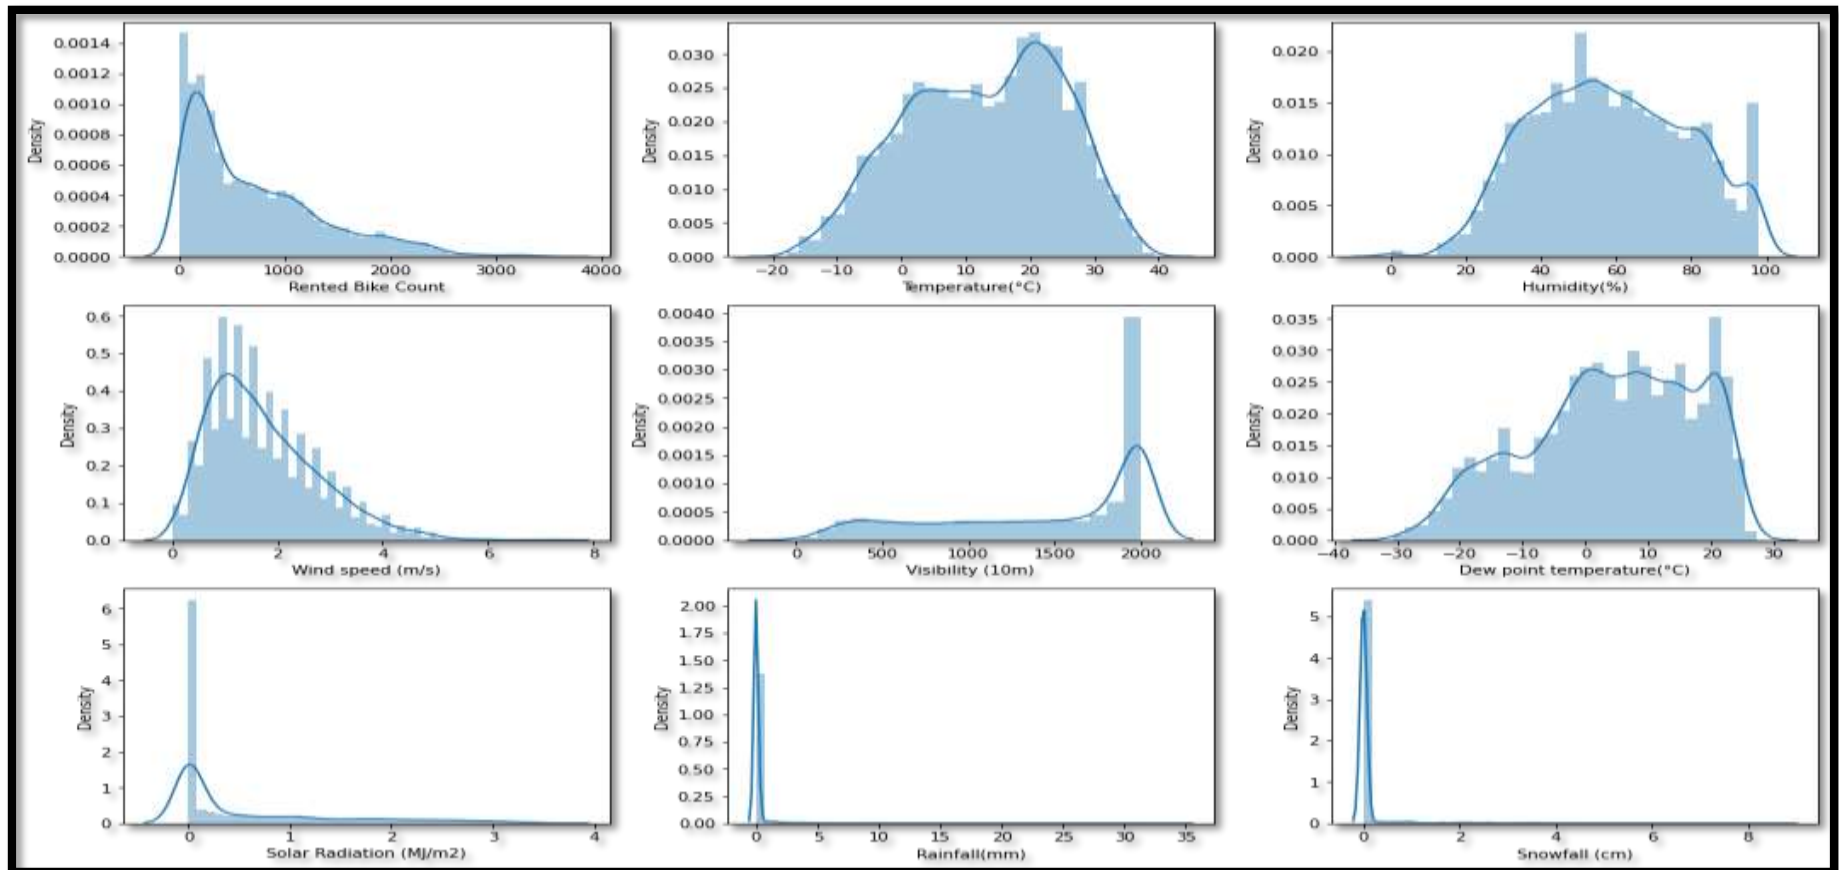 Density
0.0014
0.0012
0.0010
0.0008
0.0006
0.0004
0.0002
0.0000
0 1000 2000 3000 4000
Rented Bike Count
Density
0.030
0.025
0.020
0.015
0.010
0.005
0.000
−20 −10 0 10 20 30 40
Temperature(°C)
Density
0.020
0.015
0.010
0.005
0.000
0 20 40 60 80 100
Humidity(%)
Density
0.6
0.5
0.4
0.3
0.2
0.1
0.0
0 2 4 6 8
Wind speed (m/s)
Density
0.0040
0.0035
0.0030
0.0025
0.0020
0.0015
0.0010
0.0005
0.0000
0 500 1000 1500 2000
Visibility (10m)
Density
0.035
0.030
0.025
0.020
0.015
0.010
0.005
0.000
−40 −30 −20 −10 0 10 20 30
Dew point temperature(°C)
Density
6
5
4
3
2
1
0
0 1 2 3 4
Solar Radiation (MJ/m2)
Density
2.00
1.75
1.50
1.25
1.00
0.75
0.50
0.25
0.00
0 5 10 15 20 25 30 35
Rainfall(mm)
Density
5
4
3
2
1
0
0 2 4 6 8
Snowfall (cm)